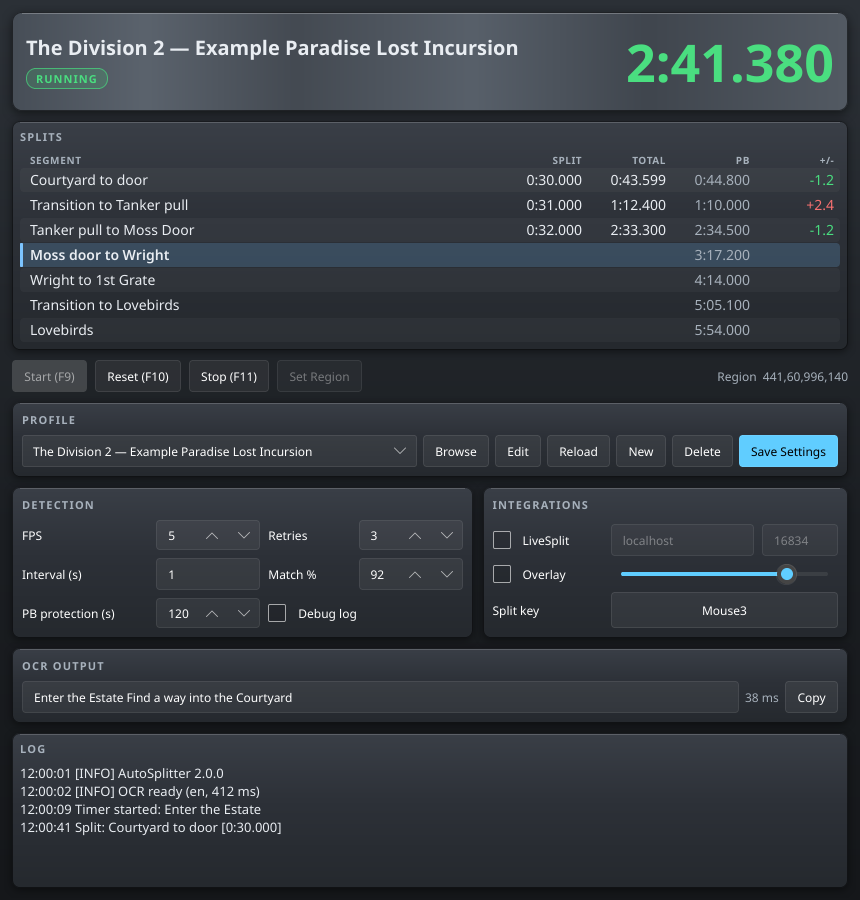 The Division 2 — Example Paradise Lost Incursion
RUNNING
2:41.380
SPLITS
SEGMENT SPLIT TOTAL PB +/-
Courtyard to door 0:30.000 0:43.599 0:44.800 -1.2
Transition to Tanker pull 0:31.000 1:12.400 1:10.000 +2.4
Tanker pull to Moss Door 0:32.000 2:33.300 2:34.500 -1.2
Moss door to Wright 3:17.200
Wright to 1st Grate 4:14.000
Transition to Lovebirds 5:05.100
Lovebirds 5:54.000
Start (F9) Reset (F10) Stop (F11) Set Region Region 441,60,996,140
PROFILE
The Division 2 — Example Paradise Lost Incursion Browse Edit Reload New Delete Save Settings
DETECTION
FPS 5 Retries 3
Interval (s) 1 Match % 92
PB protection (s) 120 Debug log
INTEGRATIONS
LiveSplit localhost 16834
Overlay
Split key Mouse3
OCR OUTPUT
Enter the Estate Find a way into the Courtyard 38 ms Copy
LOG
12:00:01 [INFO] AutoSplitter 2.0.0
12:00:02 [INFO] OCR ready (en, 412 ms)
12:00:09 Timer started: Enter the Estate
12:00:41 Split: Courtyard to door [0:30.000]